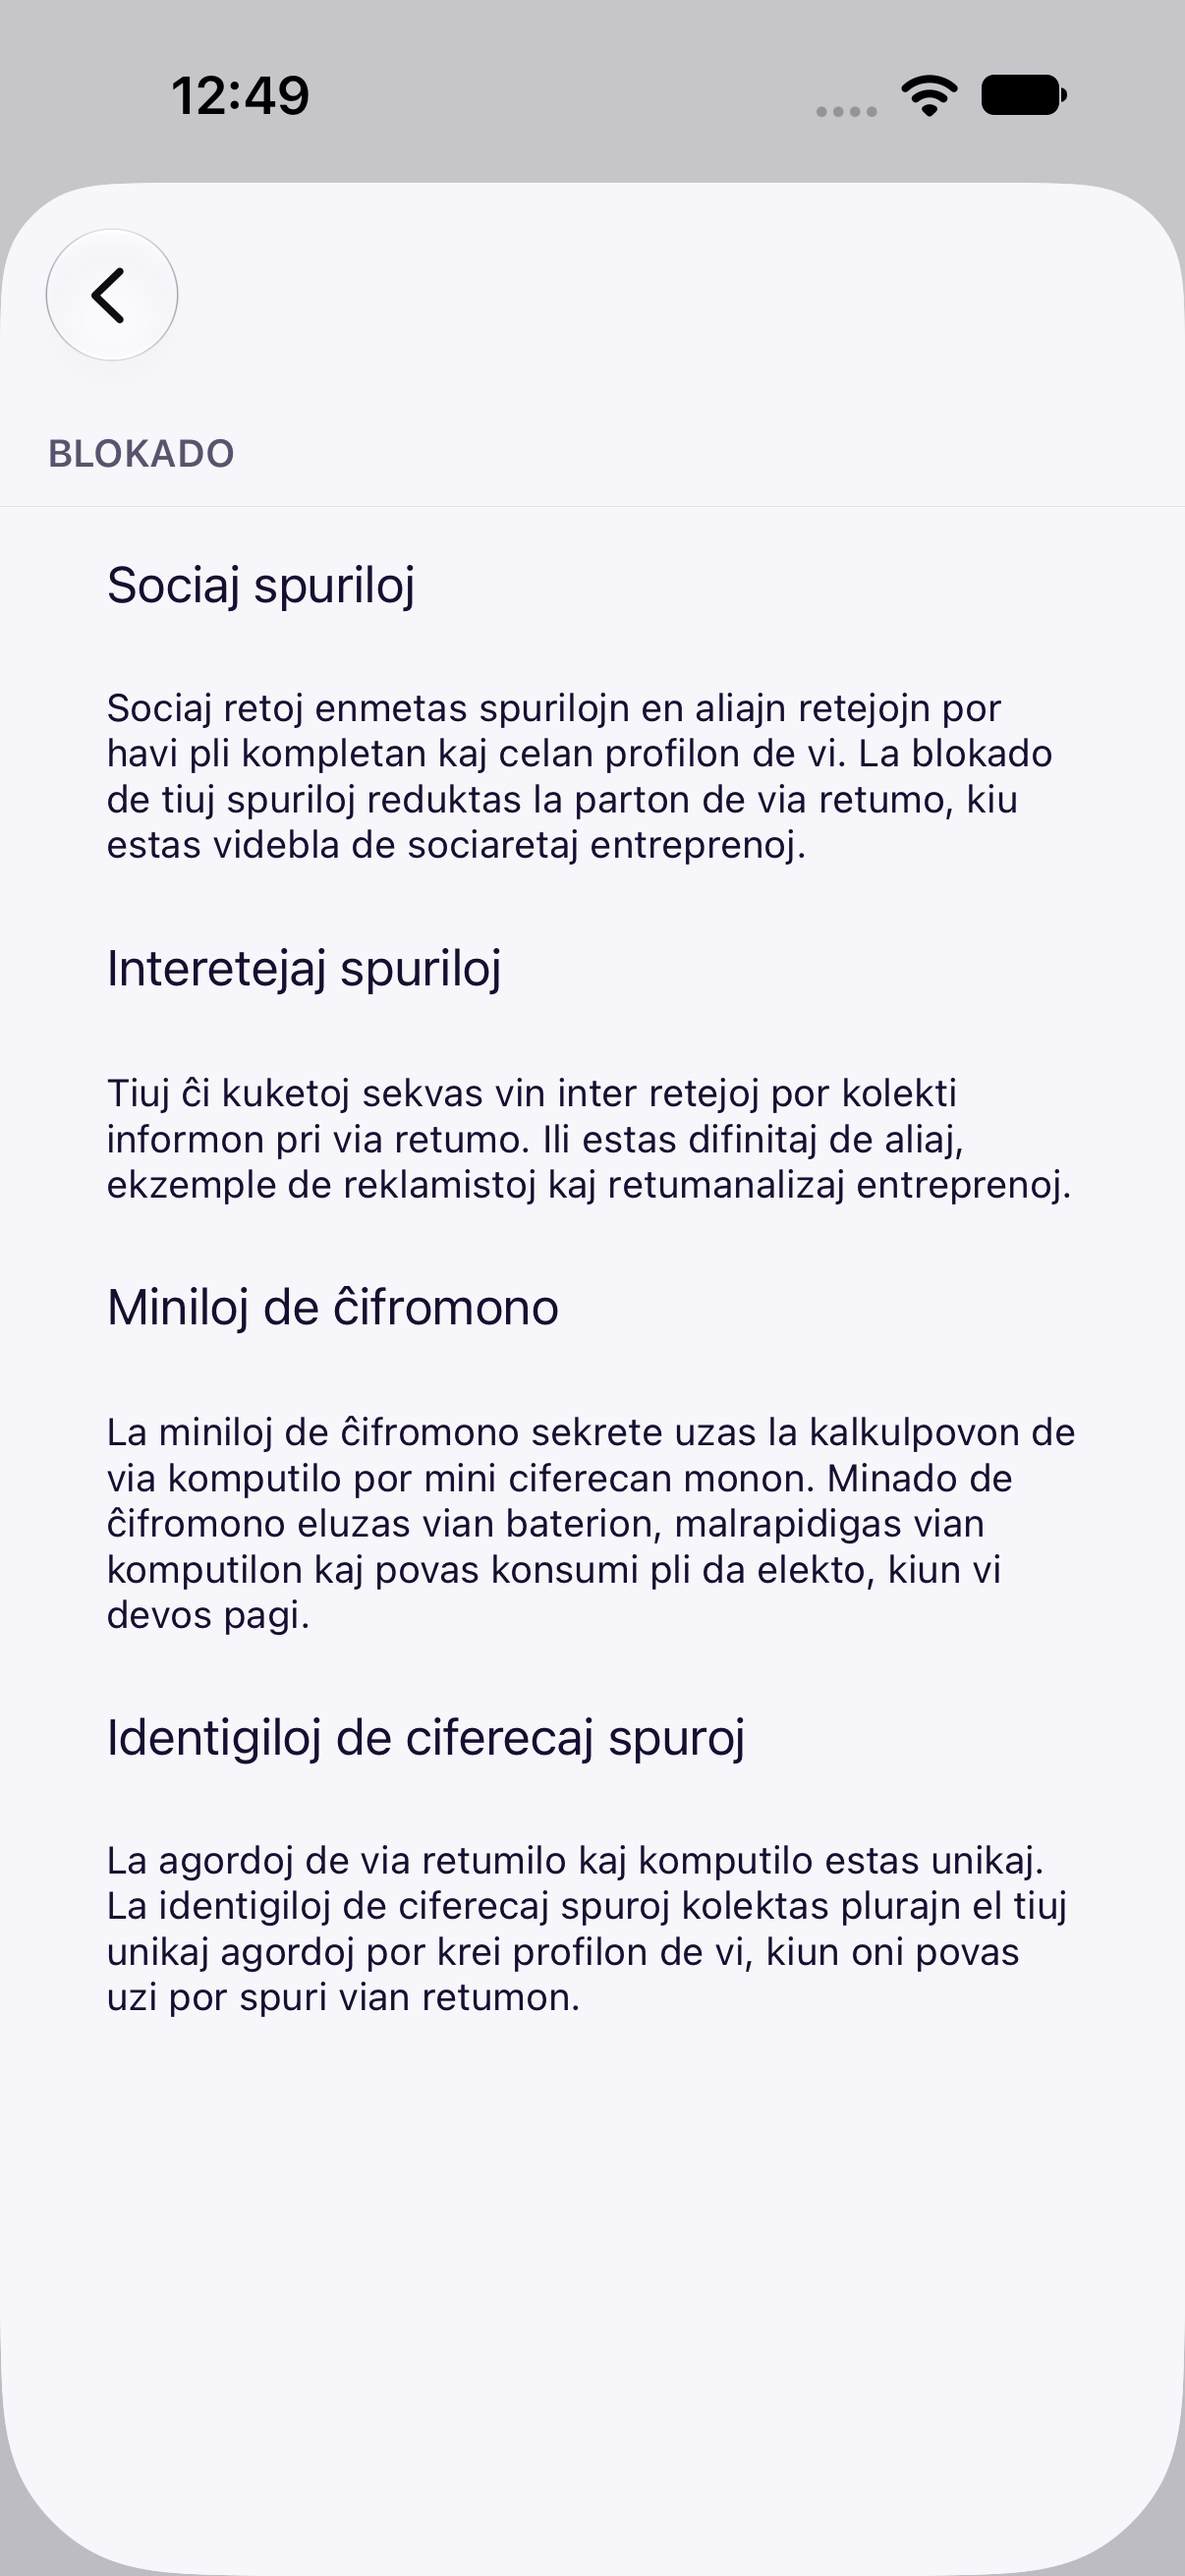 12:49
BLOKADO
Sociaj spuriloj
Sociaj retoj enmetas spurilojn en aliajn retejojn por
havi pli kompletan kaj celan profilon de vi. La blokado
de tiuj spuriloj reduktas la parton de via retumo, kiu
estas videbla de sociaretaj entreprenoj.
Interetejaj spuriloj
Tiuj ĉi kuketoj sekvas vin inter retejoj por kolekti
informon pri via retumo. Ili estas difinitaj de aliaj,
ekzemple de reklamistoj kaj retumanalizaj entreprenoj.
Miniloj de ĉifromono
La miniloj de ĉifromono sekrete uzas la kalkulpovon de
via komputilo por mini ciferecan monon. Minado de
ĉifromono eluzas vian baterion, malrapidigas vian
komputilon kaj povas konsumi pli da elekto, kiun vi
devos pagi.
Identigiloj de ciferecaj spuroj
La agordoj de via retumilo kaj komputilo estas unikaj.
La identigiloj de ciferecaj spuroj kolektas plurajn el tiuj
unikaj agordoj por krei profilon de vi, kiun oni povas
uzi por spuri vian retumon.